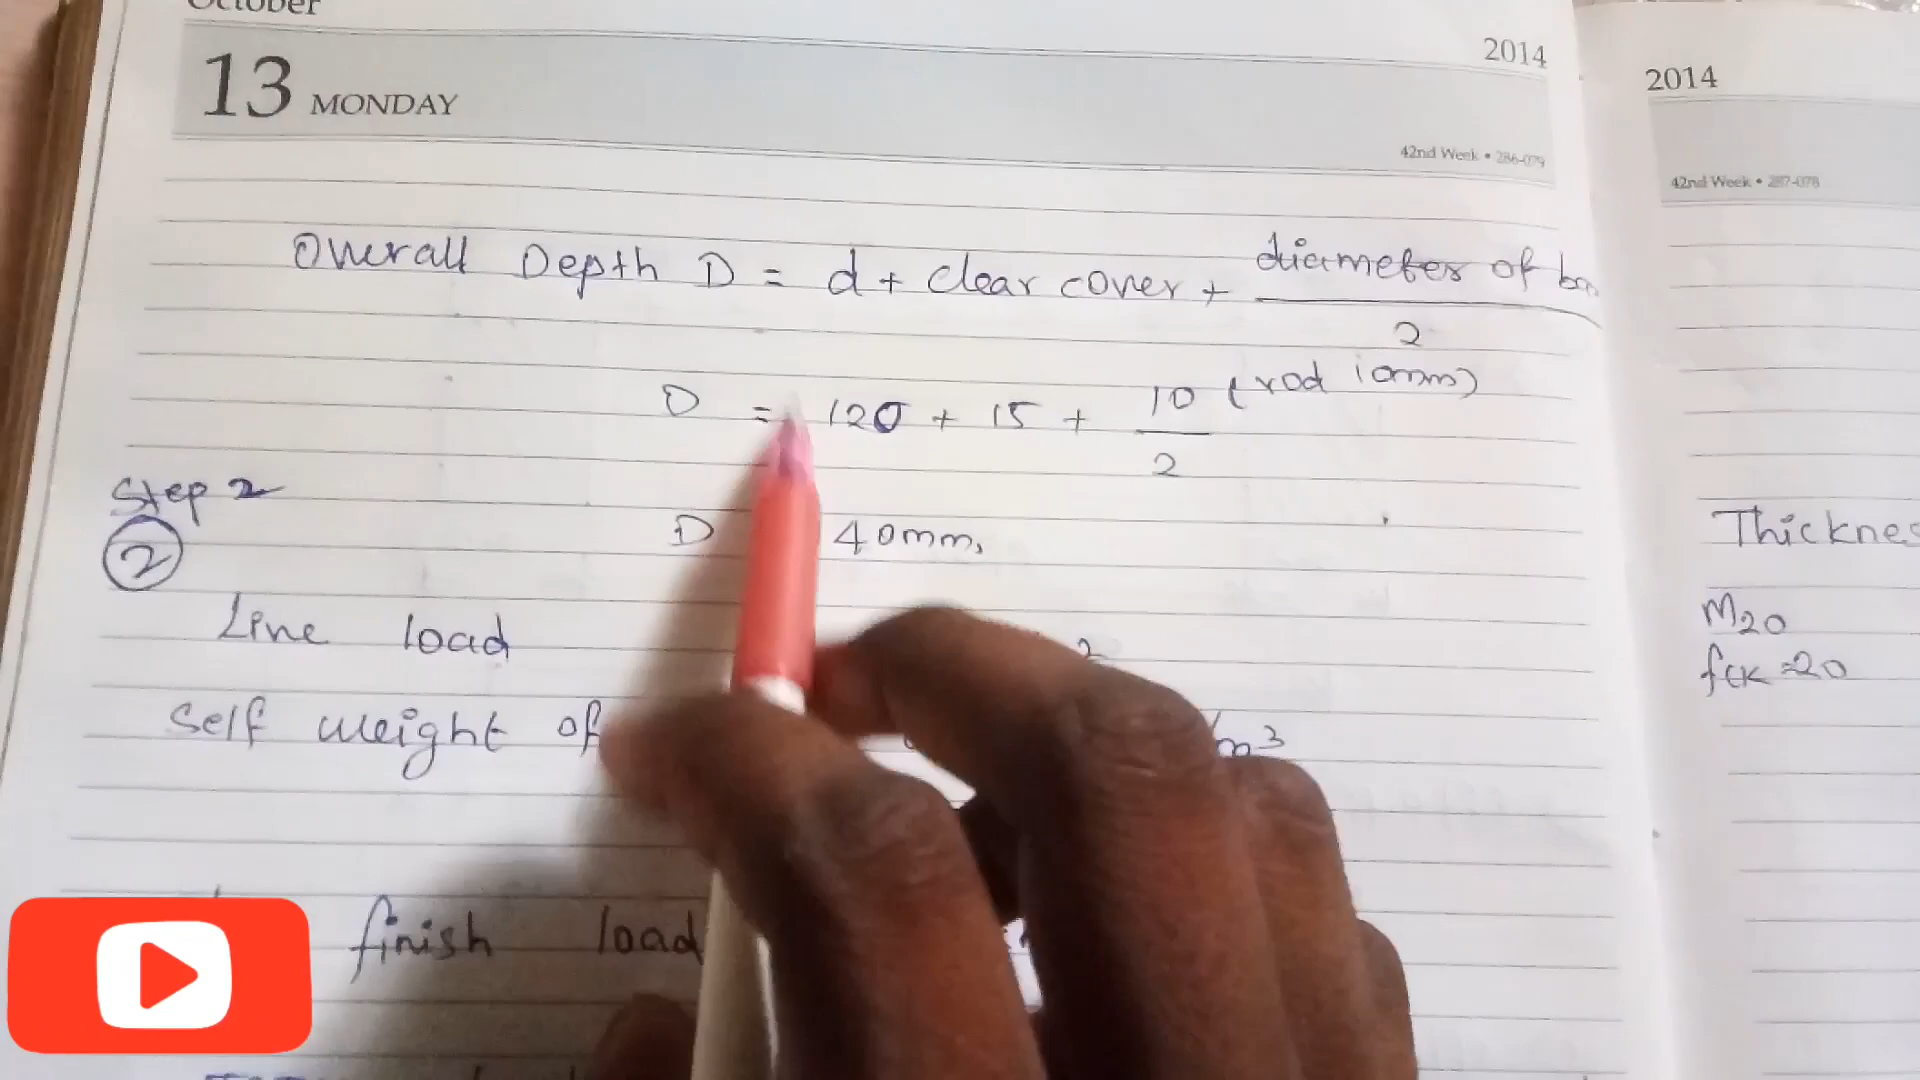 October
2014
13 MONDAY
42nd Week • 286-079
Overall Depth D = d + clear cover + diameter of
2
D = 120 + 15 + 10 (rod 10mm)
2
Step 2
2
D 40mm,
Line load
2
Self weight of /m3
finish load
2014
42nd Week • 287-078
Thicknes
M20
fck = 20